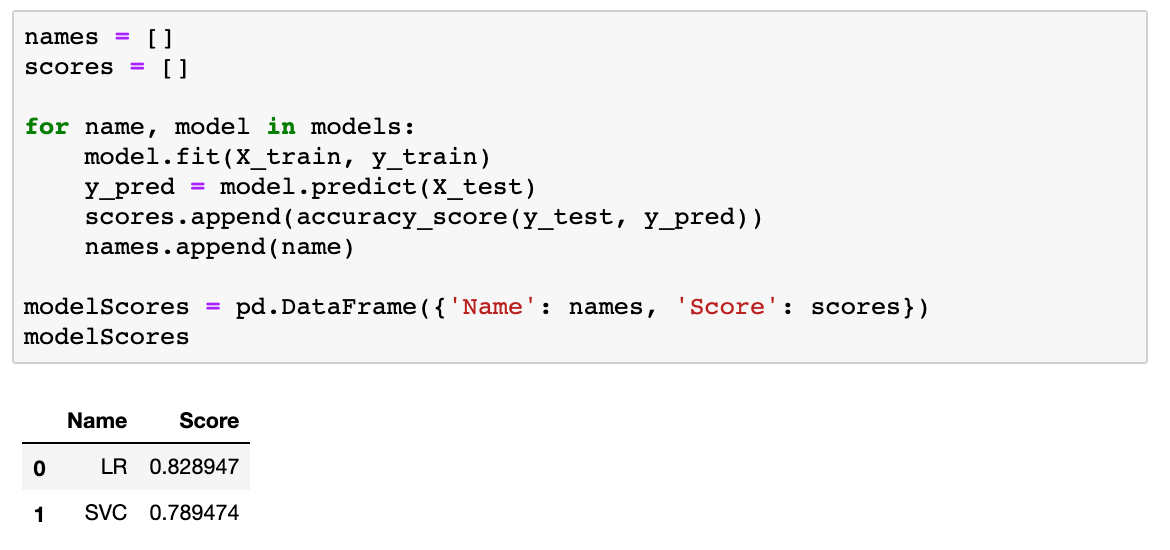 names = []
scores = []
for name, model in models:
    model.fit(X_train, y_train)
    y_pred = model.predict(X_test)
    scores.append(accuracy_score(y_test, y_pred))
    names.append(name)
modelScores = pd.DataFrame({'Name': names, 'Score': scores})
modelScores
Name Score
0 LR 0.828947
1 SVC 0.789474